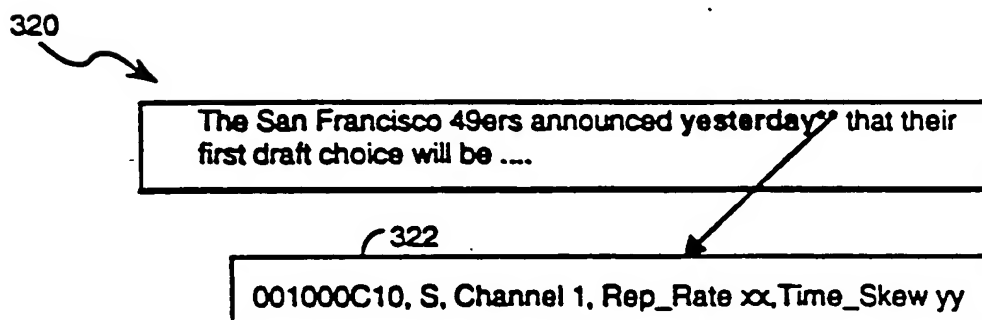 320
The San Francisco 49ers announced yesterday** that their
first draft choice will be ....
322
001000C10, S, Channel 1, Rep_Rate xx,Time_Skew yy